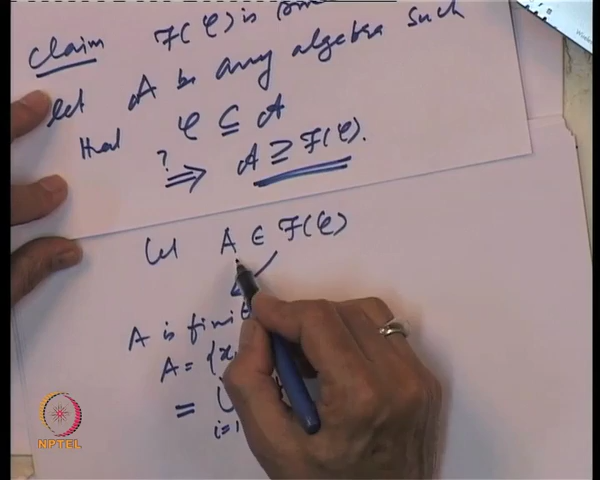 Claim F(𝒞) is
let 𝒜 be any algebra such
that 𝒞 ⊆ 𝒜
? ⟹ 𝒜 ⊇ F(𝒞).
let A ∈ F(𝒞)
A is finite
A = {x
= ∪
i=1
NPTEL